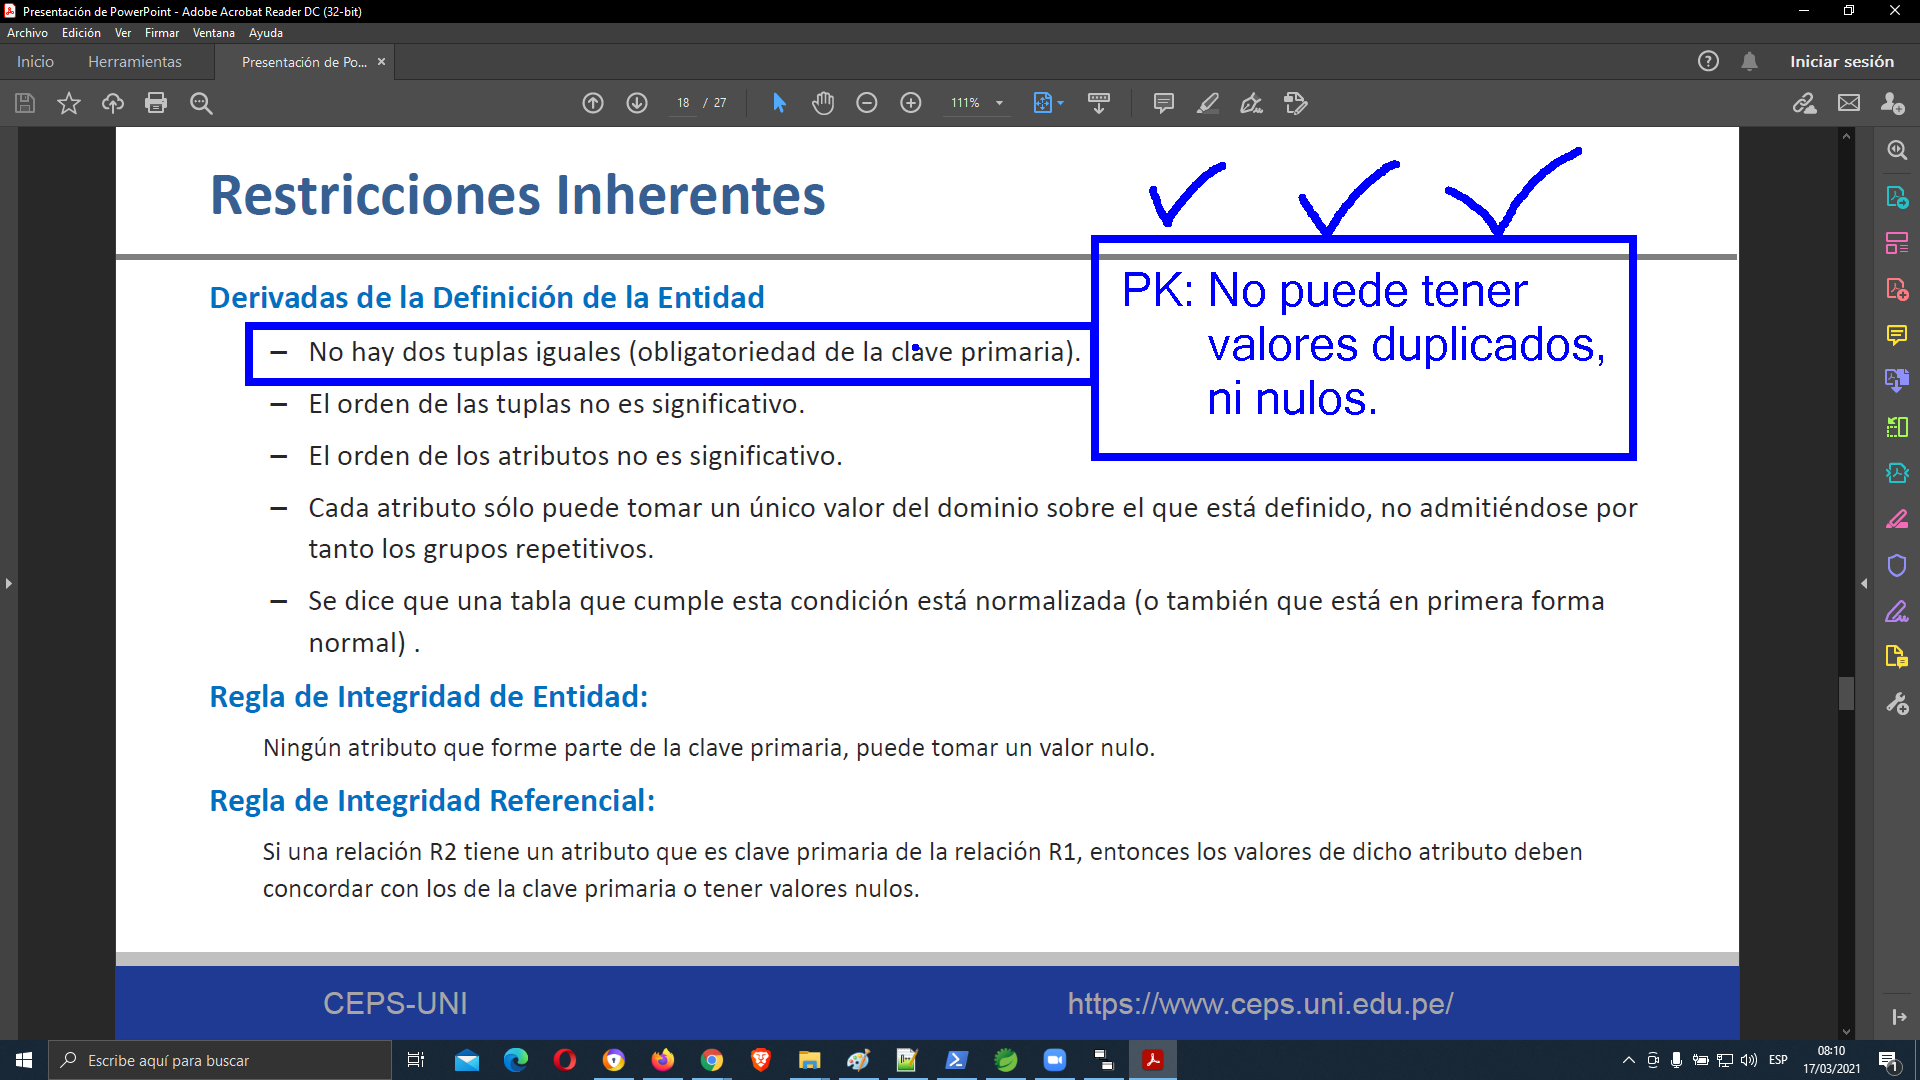 Presentación de PowerPoint - Adobe Acrobat Reader DC (32-bit)
Archivo Edición Ver Firmar Ventana Ayuda
Inicio Herramientas Presentación de Po... × Iniciar sesión
18 / 27 111%
Restricciones Inherentes
Derivadas de la Definición de la Entidad
– No hay dos tuplas iguales (obligatoriedad de la clave primaria).
PK: No puede tener
valores duplicados,
ni nulos.
– El orden de las tuplas no es significativo.
– El orden de los atributos no es significativo.
– Cada atributo sólo puede tomar un único valor del dominio sobre el que está definido, no admitiéndose por
tanto los grupos repetitivos.
– Se dice que una tabla que cumple esta condición está normalizada (o también que está en primera forma
normal) .
Regla de Integridad de Entidad:
Ningún atributo que forme parte de la clave primaria, puede tomar un valor nulo.
Regla de Integridad Referencial:
Si una relación R2 tiene un atributo que es clave primaria de la relación R1, entonces los valores de dicho atributo deben
concordar con los de la clave primaria o tener valores nulos.
CEPS-UNI https://www.ceps.uni.edu.pe/
Escribe aquí para buscar
ESP
08:10
17/03/2021
1